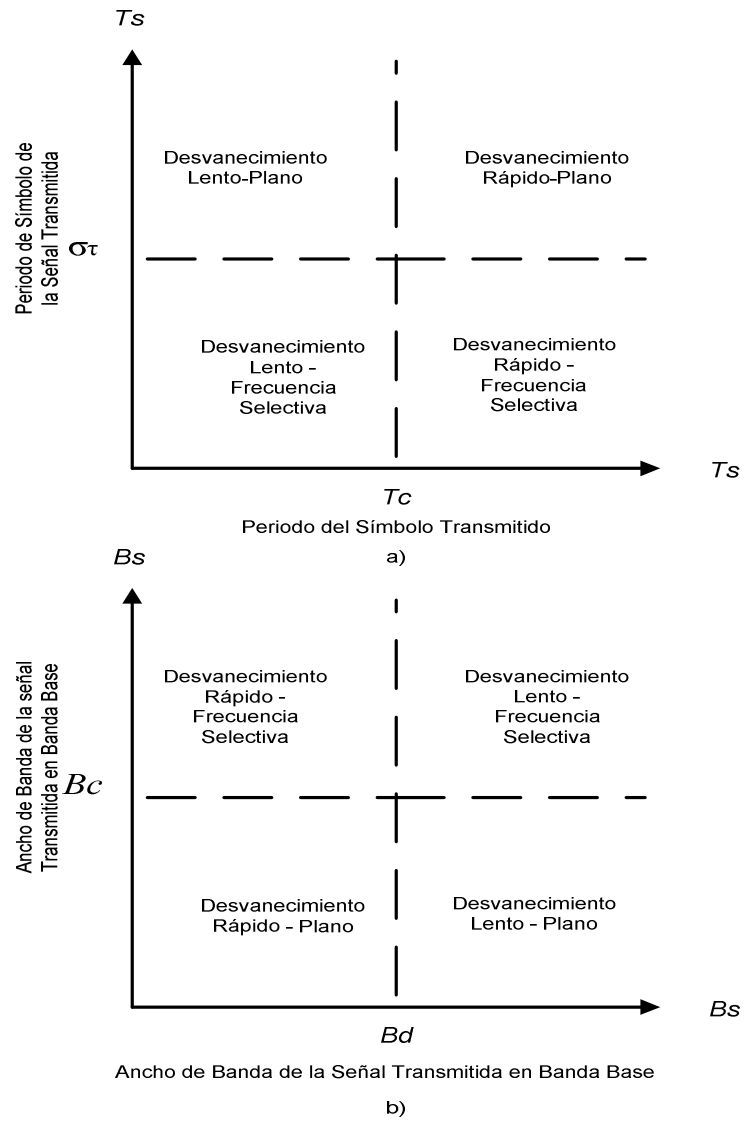 Ts
Periodo de Símbolo de
la Señal Transmitida
στ
Desvanecimiento
Lento-Plano
Desvanecimiento
Rápido-Plano
Desvanecimiento
Lento -
Frecuencia
Selectiva
Desvanecimiento
Rápido -
Frecuencia
Selectiva
Ts
Tc
Periodo del Símbolo Transmitido
a)
Bs
Ancho de Banda de la señal
Transmitida en Banda Base
Bc
Desvanecimiento
Rápido -
Frecuencia
Selectiva
Desvanecimiento
Lento -
Frecuencia
Selectiva
Desvanecimiento
Rápido - Plano
Desvanecimiento
Lento - Plano
Bs
Bd
Ancho de Banda de la Señal Transmitida en Banda Base
b)